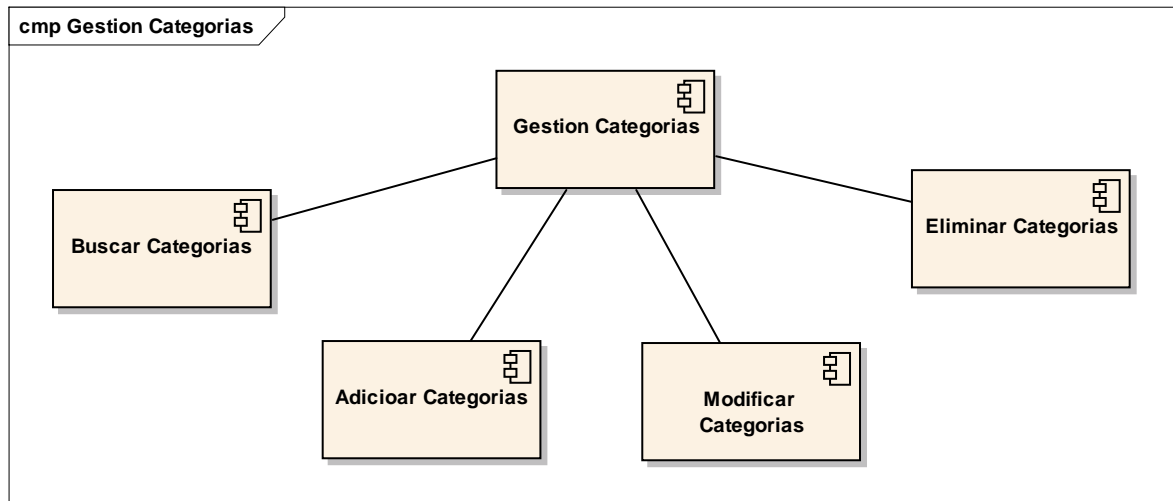 cmp Gestion Categorias
Gestion Categorias
Buscar Categorias
Eliminar Categorias
Adicioar Categorias
Modificar
Categorias